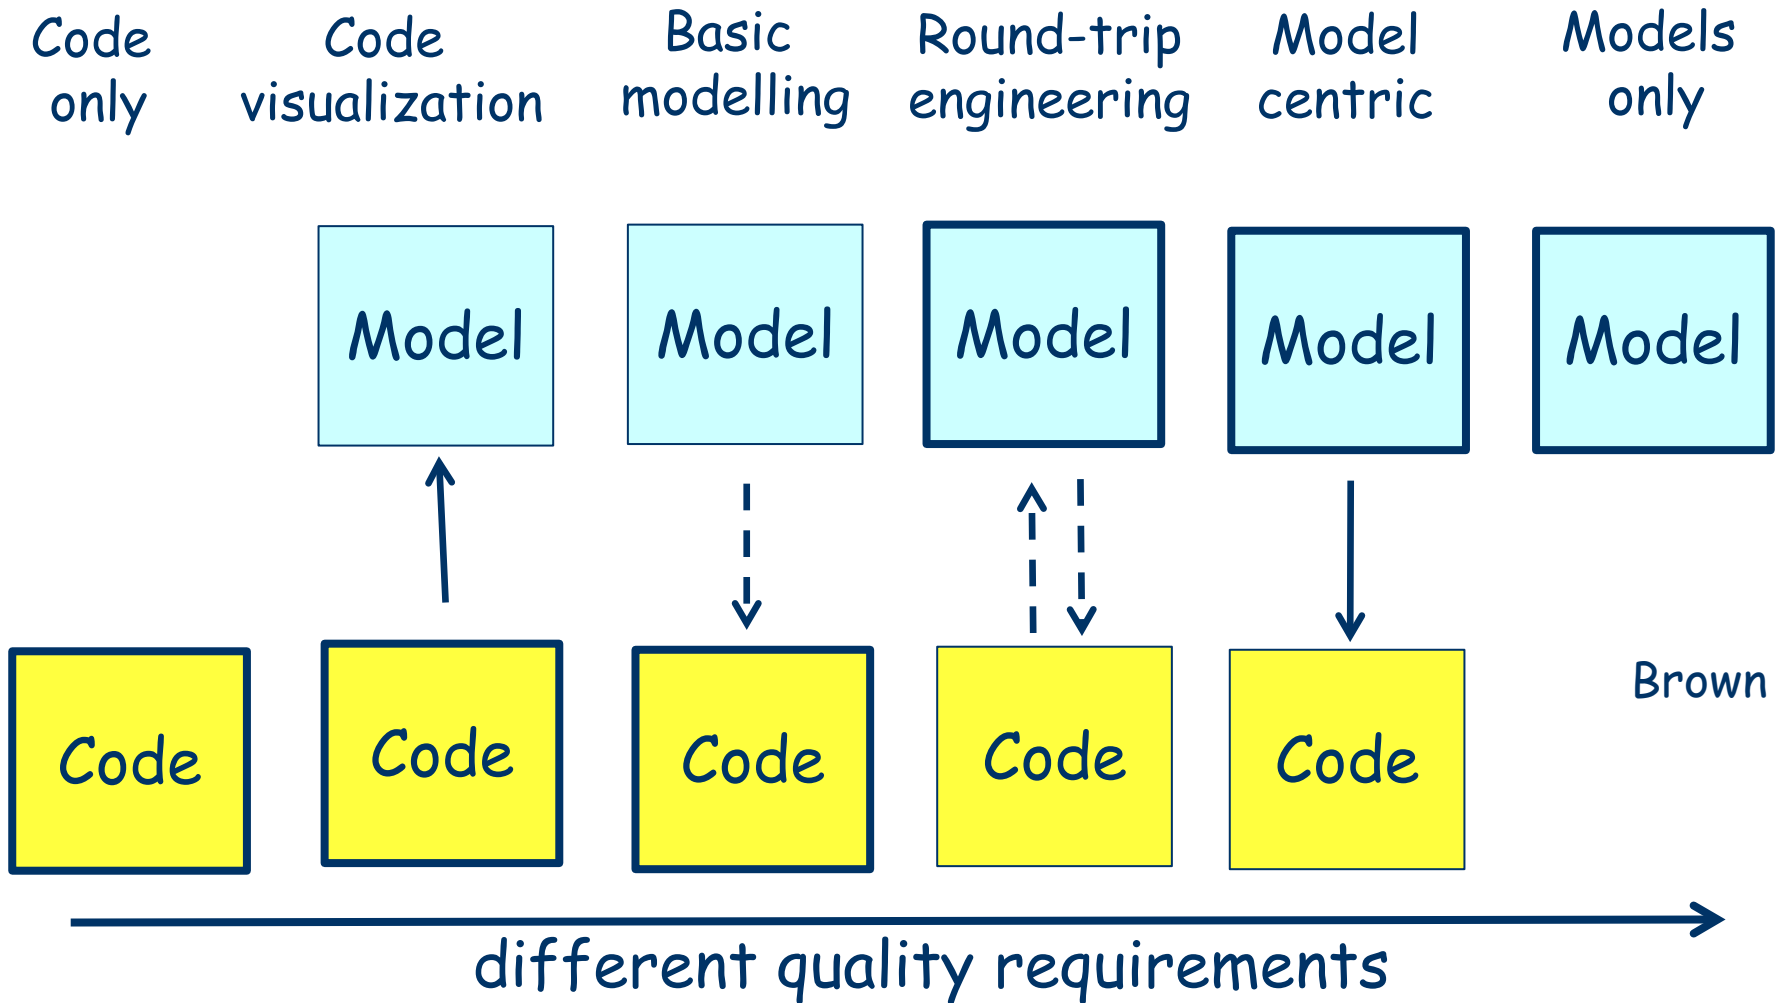 Code
only
Code
visualization
Basic
modelling
Round-trip
engineering
Model
centric
Models
only
Model
Model
Model
Model
Model
Code
Code
Code
Code
Code
Brown
different quality requirements